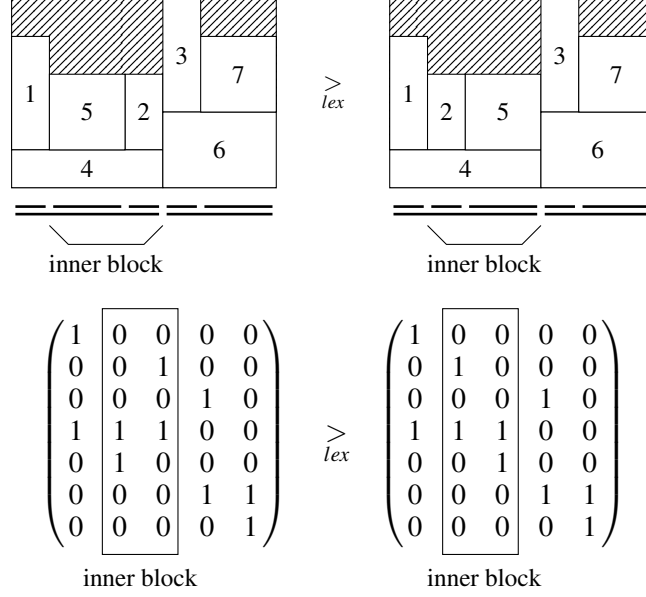 3 3
7 > 7
1 lex 1
5 2 2 5
6 6
4 4
inner block inner block
1 0 0 0 0 1 0 0 0 0
0 0 1 0 0 0 1 0 0 0
0 0 0 1 0 0 0 0 1 0
1 1 1 0 0 > 1 1 1 0 0
0 1 0 0 0 lex 0 0 1 0 0
0 0 0 1 1 0 0 0 1 1
0 0 0 0 1 0 0 0 0 1
inner block inner block